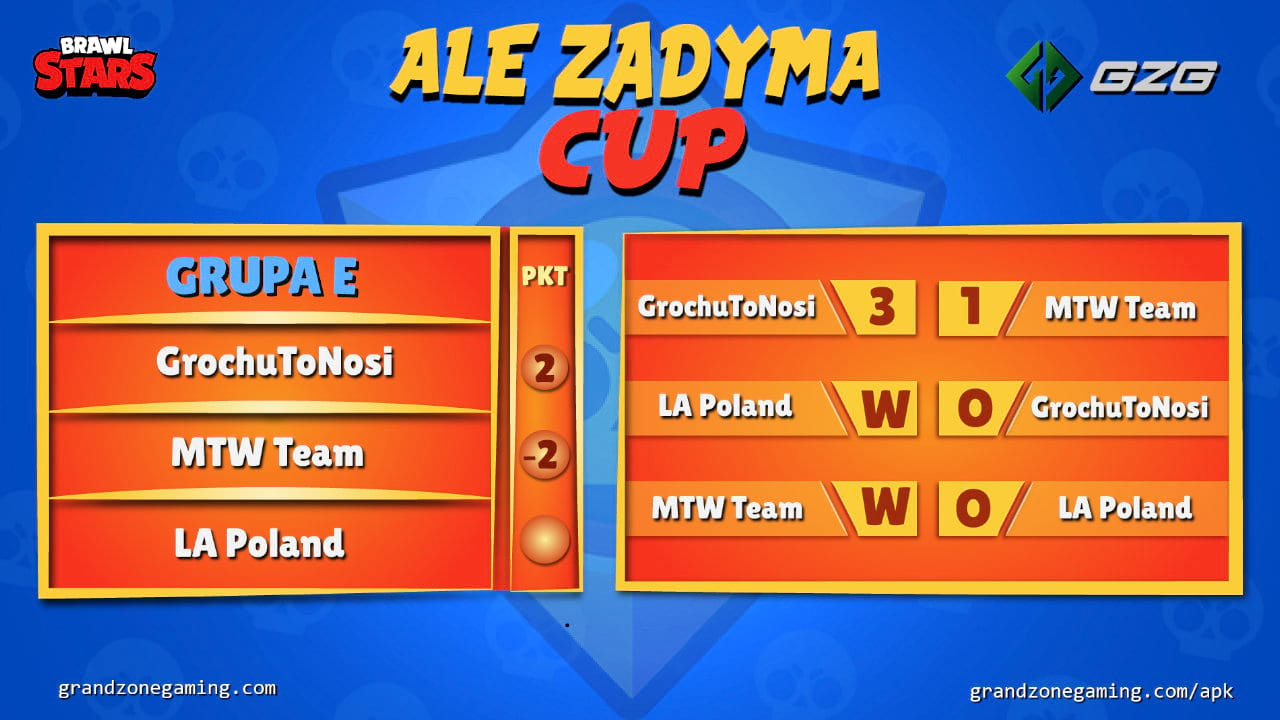 BRAWL
STARS
ALE ZADYMA
CUP
GZG
GRUPA E
PKT
GrochuToNosi
2
MTW Team
-2
LA Poland
GrochuToNosi 3 1 MTW Team
LA Poland W O GrochuToNosi
MTW Team W O LA Poland
grandzonegaming.com
grandzonegaming.com/apk